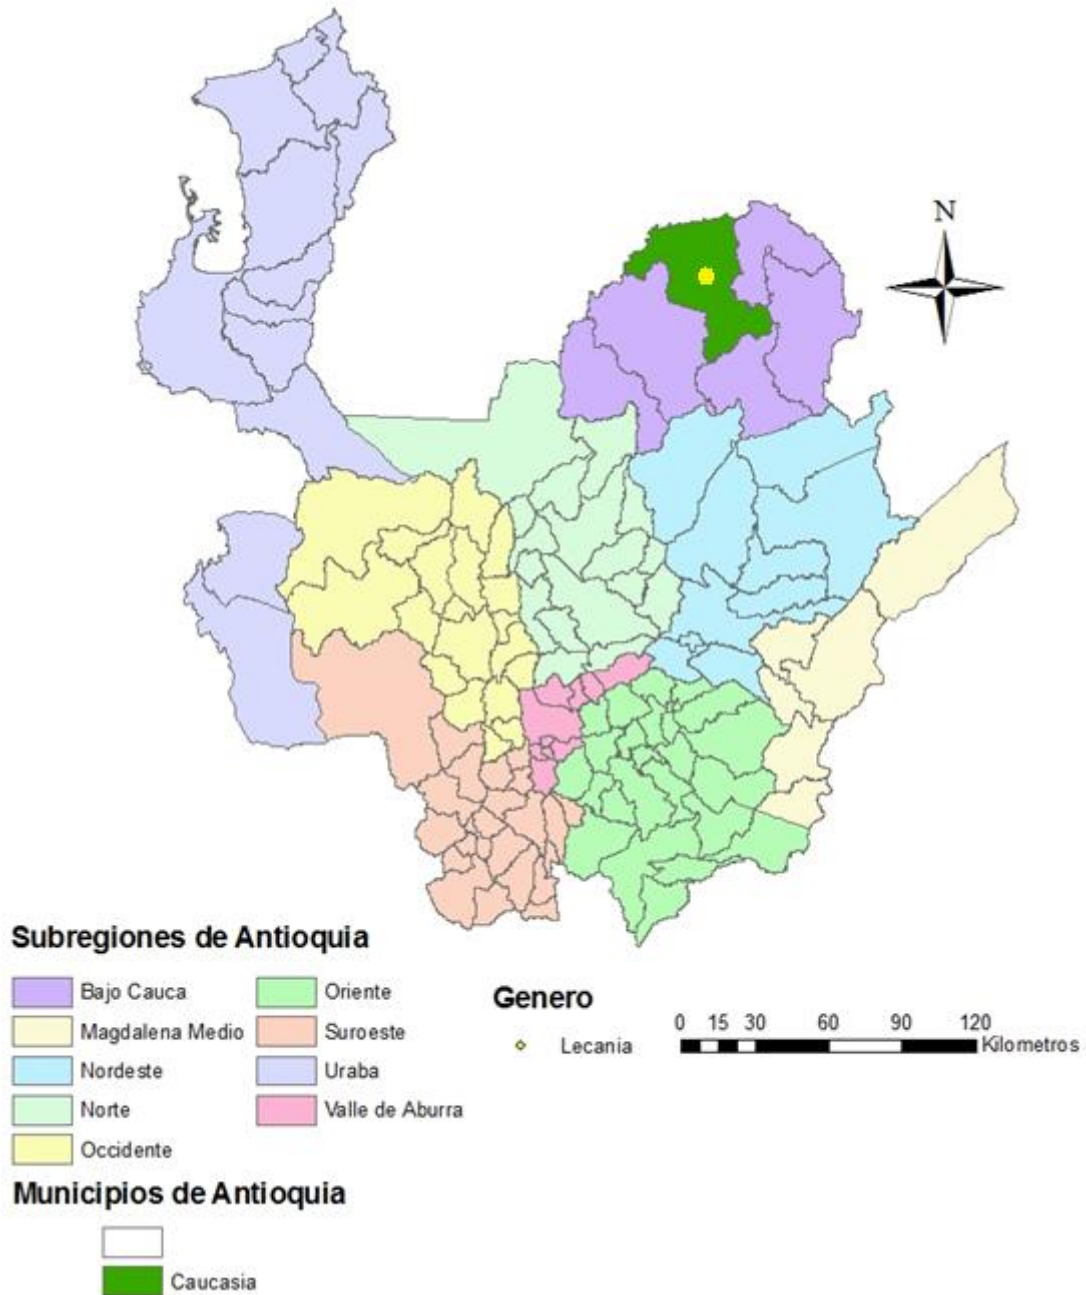 N
Subregiones de Antioquia
Bajo Cauca
Magdalena Medio
Nordeste
Norte
Occidente
Oriente
Suroeste
Uraba
Valle de Aburra
Genero
Lecania
0 15 30 60 90 120
Kilometros
Municipios de Antioquia
Caucasia